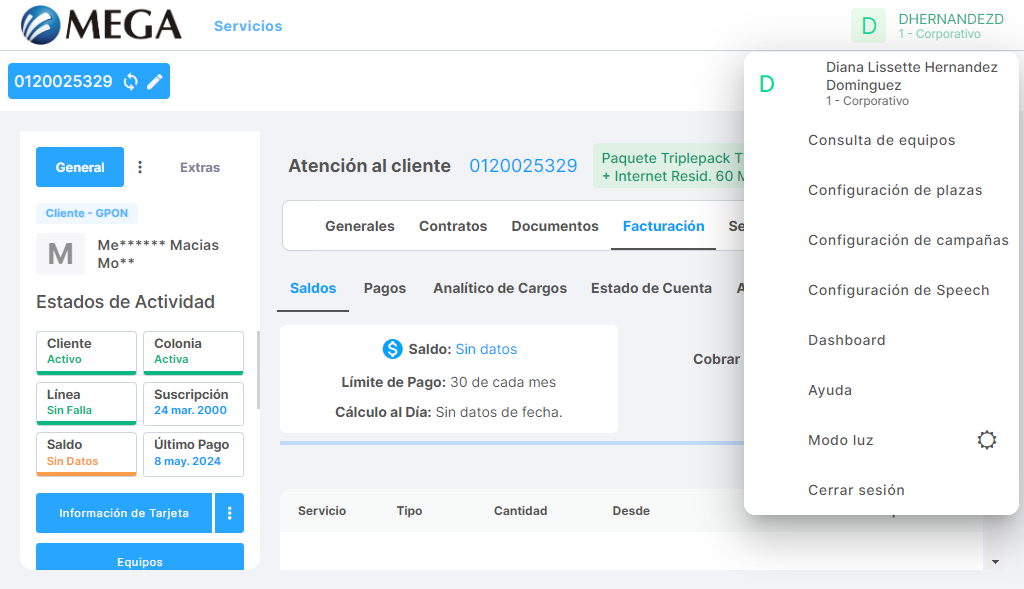 MEGA
Servicios
D
DHERNANDEZD
1 - Corporativo
0120025329
D
Diana Lissette Hernandez
Dominguez
1 - Corporativo
Consulta de equipos
Configuración de plazas
Configuración de campañas
Configuración de Speech
Dashboard
Ayuda
Modo luz
Cerrar sesión
General
Extras
Cliente - GPON
M
Me****** Macias
Mo**
Estados de Actividad
Cliente
Activo
Colonia
Activa
Línea
Sin Falla
Suscripción
24 mar. 2000
Saldo
Sin Datos
Último Pago
8 may. 2024
Información de Tarjeta
Equipos
Atención al cliente
0120025329
Paquete Triplepack T
+ Internet Resid. 60 M
Generales
Contratos
Documentos
Facturación
Se
Saldos
Pagos
Analítico de Cargos
Estado de Cuenta
A
$ Saldo: Sin datos
Límite de Pago: 30 de cada mes
Cálculo al Día: Sin datos de fecha.
Cobrar
Servicio
Tipo
Cantidad
Desde